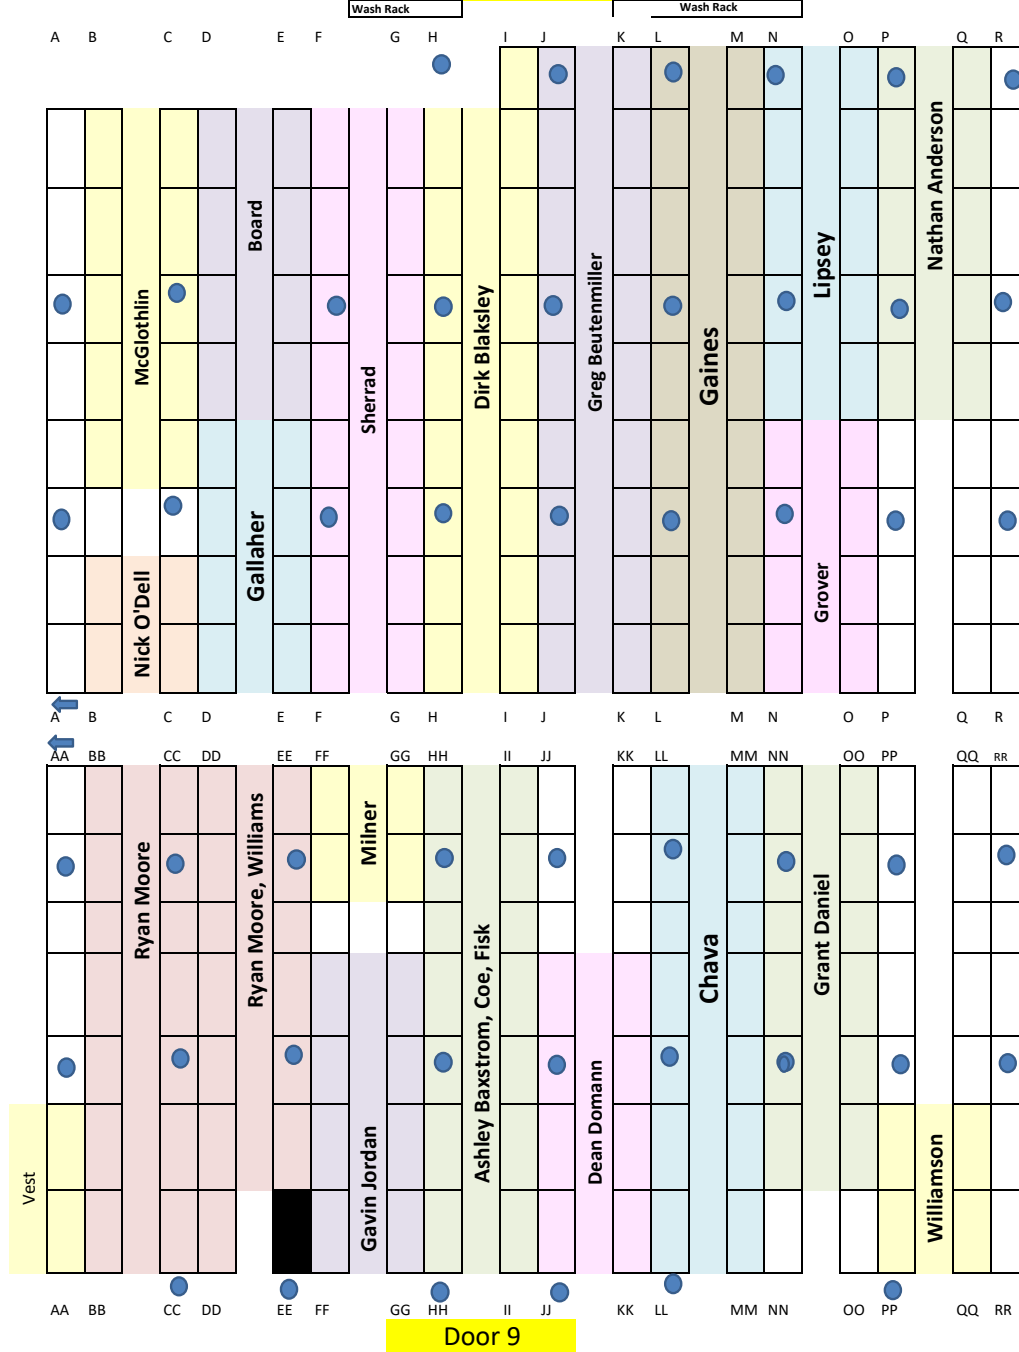 Wash Rack Wash Rack
A B C D E F G H I J K L M N O P Q R
Board
Nathan Anderson
Lipsey
McGlothlin
Greg Beutenmiller
Dirk Blaksley
Gaines
Sherrad
Gallaher
Grover
Nick O'Dell
A B C D E F G H I J K L M N O P Q R
AA BB CC DD EE FF GG HH II JJ KK LL MM NN OO PP QQ RR
Milner
Ryan Moore
Ryan Moore, Williams
Grant Daniel
Chava
Ashley Baxstrom, Coe, Fisk
Dean Domann
Vest
Gavin Jordan
Williamson
AA BB CC DD EE FF GG HH II JJ KK LL MM NN OO PP QQ RR
Door 9